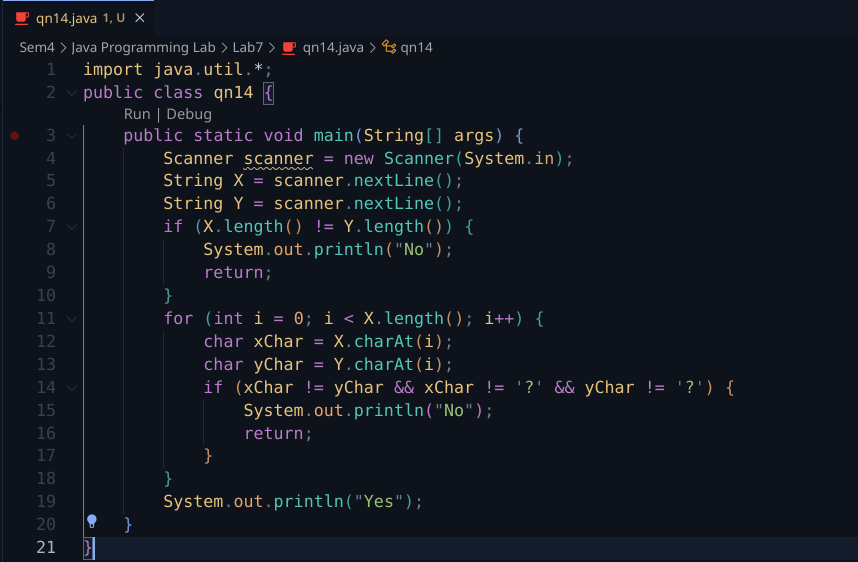 qn14.java 1, U ×
Sem4 > Java Programming Lab > Lab7 > qn14.java > qn14
1 import java.util.*;
2 public class qn14 {
Run | Debug
3 public static void main(String[] args) {
4 Scanner scanner = new Scanner(System.in);
5 String X = scanner.nextLine();
6 String Y = scanner.nextLine();
7 if (X.length() != Y.length()) {
8 System.out.println("No");
9 return;
10 }
11 for (int i = 0; i < X.length(); i++) {
12 char xChar = X.charAt(i);
13 char yChar = Y.charAt(i);
14 if (xChar != yChar && xChar != '?' && yChar != '?') {
15 System.out.println("No");
16 return;
17 }
18 }
19 System.out.println("Yes");
20 }
21 }